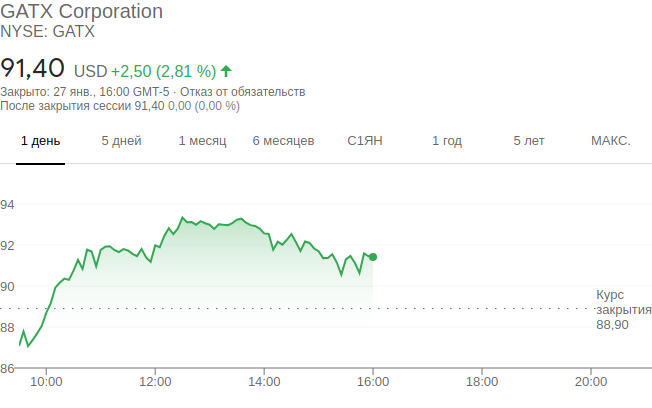 GATX Corporation
NYSE: GATX
91,40 USD +2,50 (2,81 %)
Закрыто: 27 янв., 16:00 GMT-5 · Отказ от обязательств
После закрытия сессии 91,40 0,00 (0,00 %)
1 день 5 дней 1 месяц 6 месяцев С1ЯН 1 год 5 лет МАКС.
94
92
90
Курс
закрытия
88,90
88
86
10:00 12:00 14:00 16:00 18:00 20:00